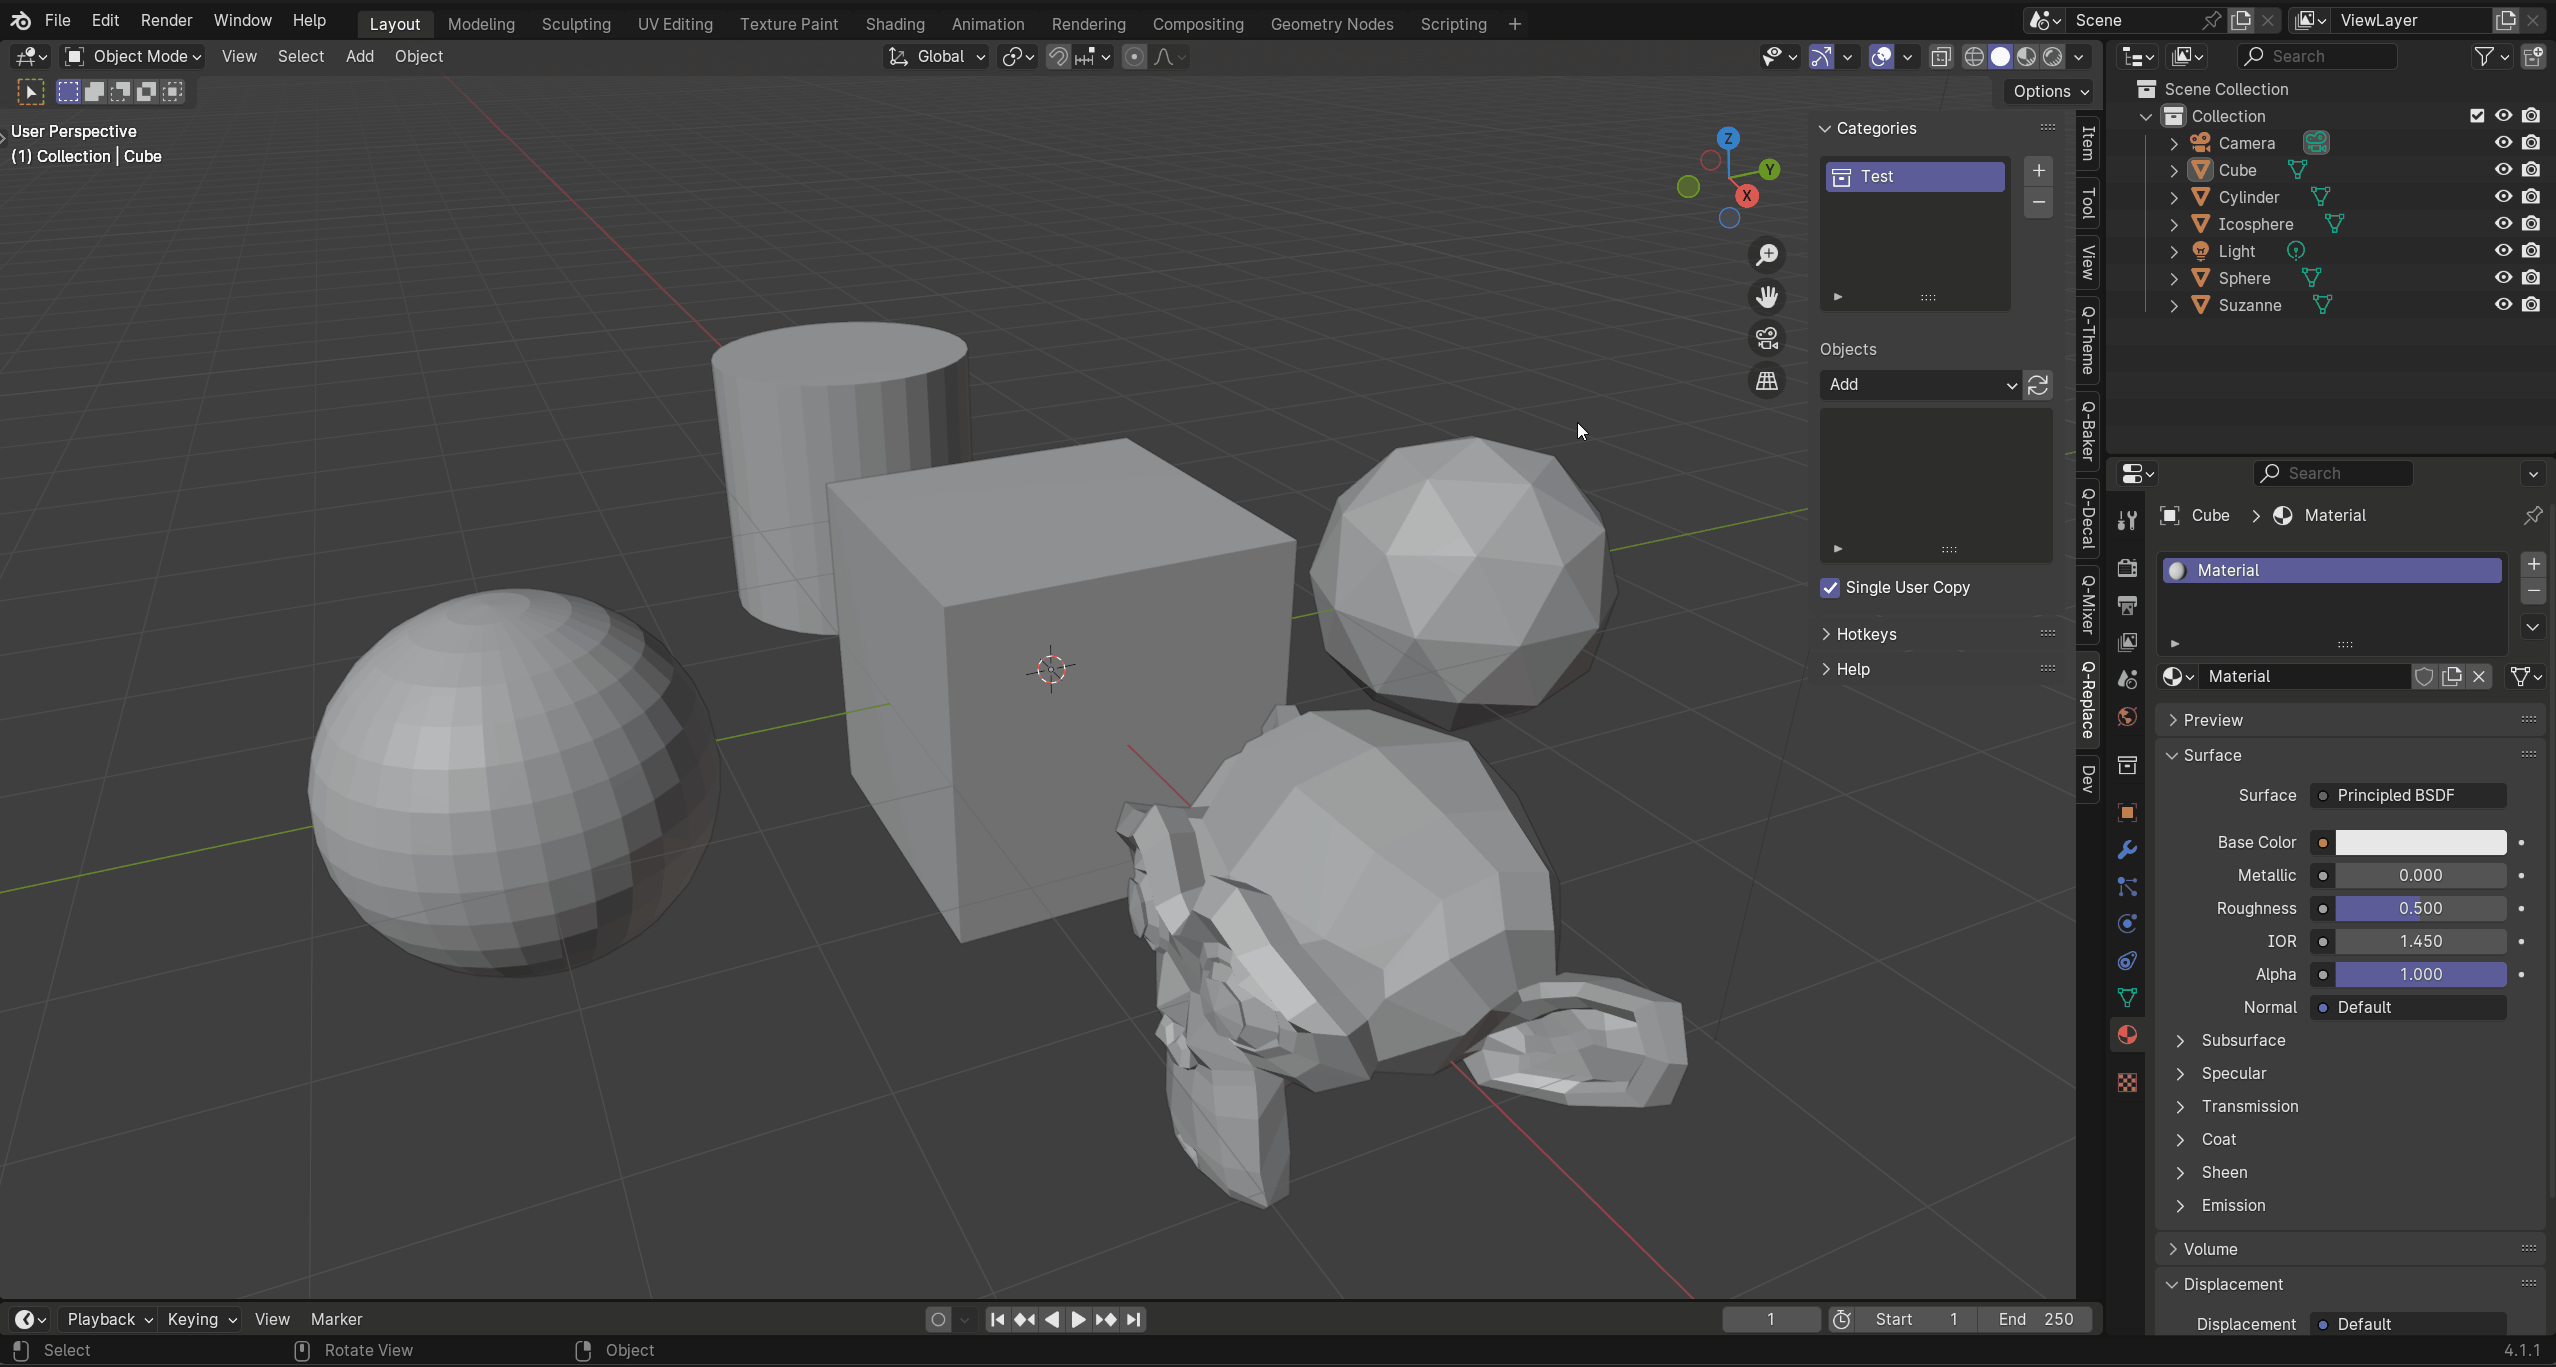 File Edit Render Window Help Layout Modeling Sculpting UV Editing Texture Paint Shading Animation Rendering Compositing Geometry Nodes Scripting + Scene ViewLayer
Object Mode View Select Add Object Global Search
Options
User Perspective
(1) Collection | Cube
Z
Y
X
Categories
Test
Objects
Add
Single User Copy
Hotkeys
Help
Item
Tool
View
Q-Theme
Q-Baker
Q-Decal
Q-Mixer
Q-Replace
Dev
Scene Collection
Collection
Camera
Cube
Cylinder
Icosphere
Light
Sphere
Suzanne
Search
Cube > Material
Material
Material
Preview
Surface
Surface Principled BSDF
Base Color
Metallic 0.000
Roughness 0.500
IOR 1.450
Alpha 1.000
Normal Default
Subsurface
Specular
Transmission
Coat
Sheen
Emission
Volume
Displacement
Displacement Default
Playback Keying View Marker 1 Start 1 End 250
Select Rotate View Object 4.1.1